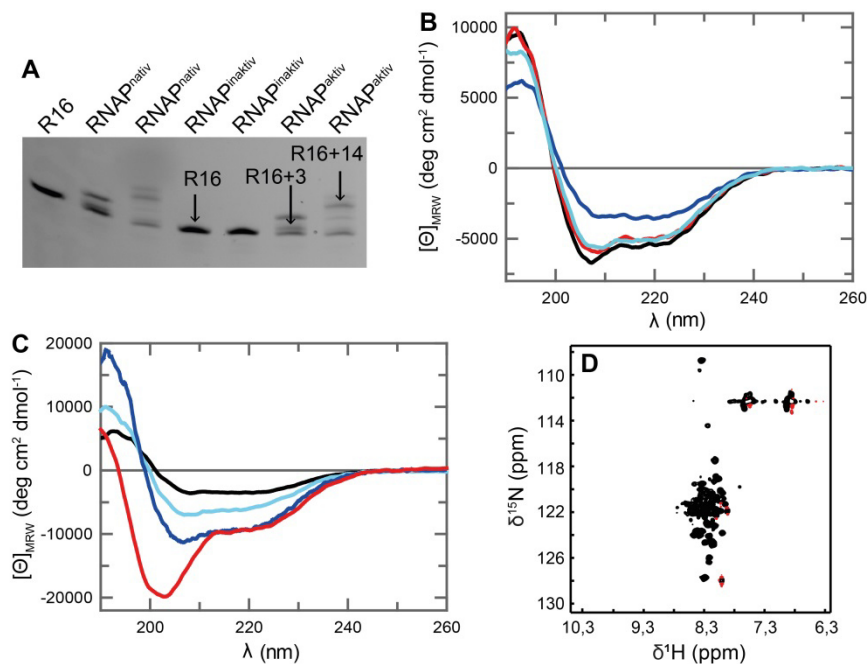 A
R16
RNAP^nativ
RNAP^nativ
RNAP^inaktiv
RNAP^inaktiv
RNAP^aktiv
RNAP^aktiv
R16
R16+3
R16+14
B
10000
5000
0
-5000
[Θ]MRW (deg cm² dmol⁻¹)
200 220 240 260
λ (nm)
C
20000
10000
0
-10000
-20000
[Θ]MRW (deg cm² dmol⁻¹)
200 220 240 260
λ (nm)
D
112
116
119
122
126
130
δ¹⁵N (ppm)
10,3 9,3 8,3 7,3 6,3
δ¹H (ppm)